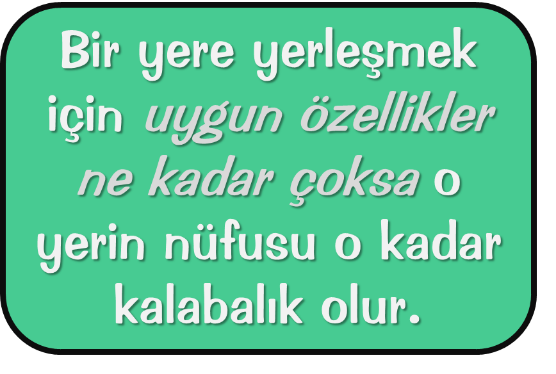 Bir yere yerleşmek
için uygun özellikler
ne kadar çoksa o
yerin nüfusu o kadar
kalabalık olur.